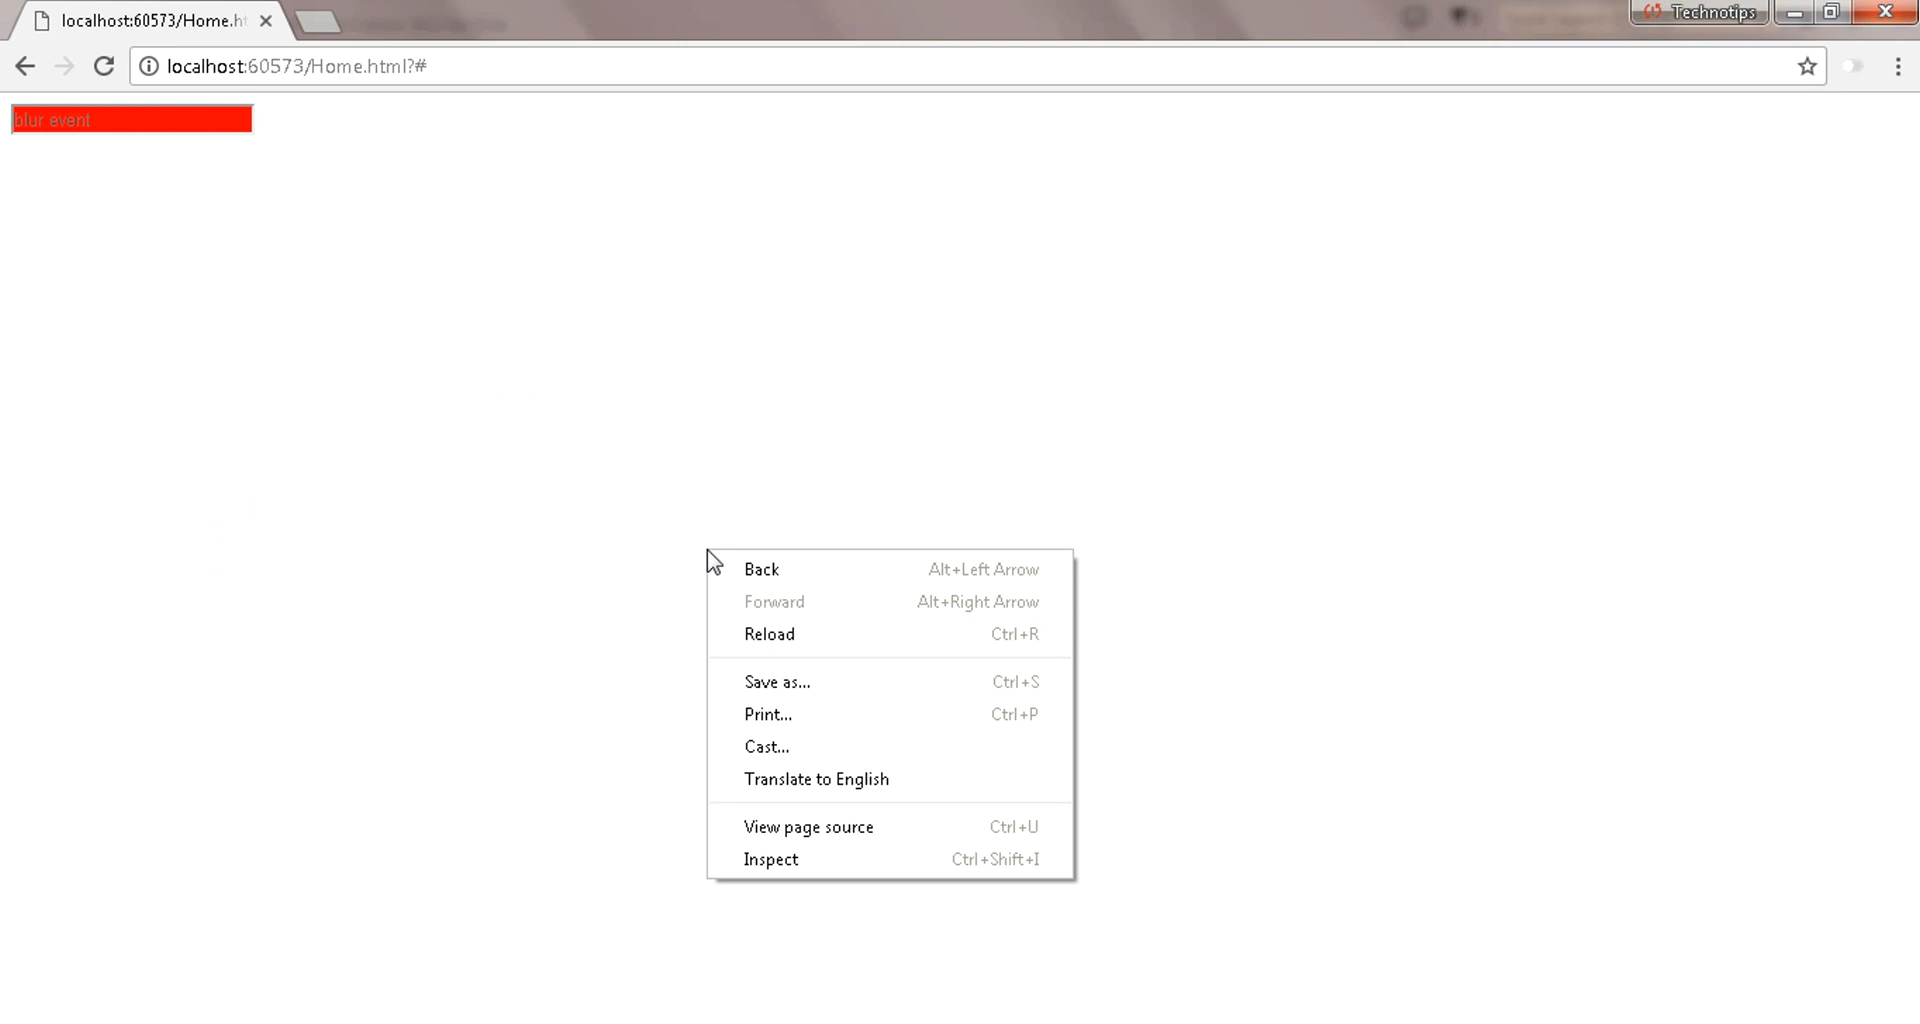 localhost:60573/Home.ht
Technotips
localhost:60573/Home.html?#
blur event
Back Alt+Left Arrow
Forward Alt+Right Arrow
Reload Ctrl+R
Save as... Ctrl+S
Print... Ctrl+P
Cast...
Translate to English
View page source Ctrl+U
Inspect Ctrl+Shift+I